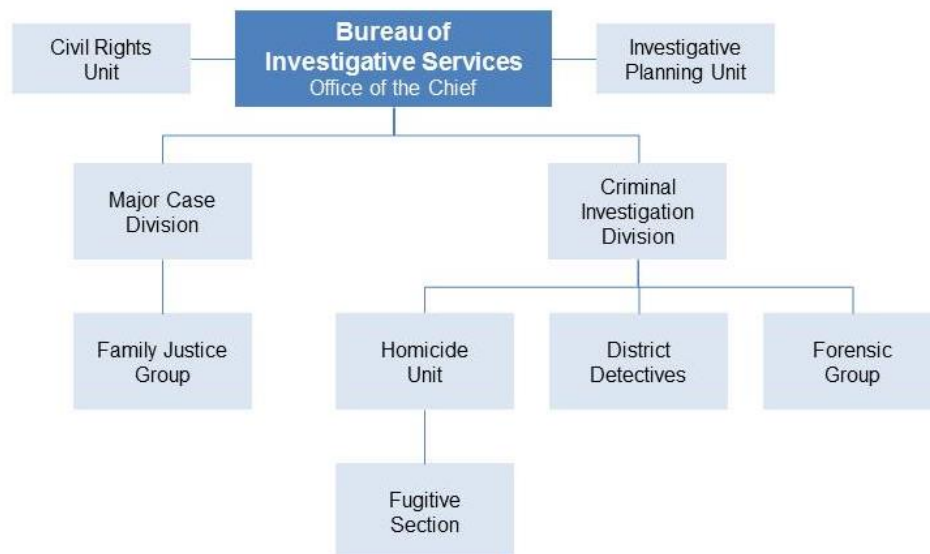 Civil Rights
Unit
Bureau of
Investigative Services
Office of the Chief
Investigative
Planning Unit
Major Case
Division
Criminal
Investigation
Division
Family Justice
Group
Homicide
Unit
District
Detectives
Forensic
Group
Fugitive
Section